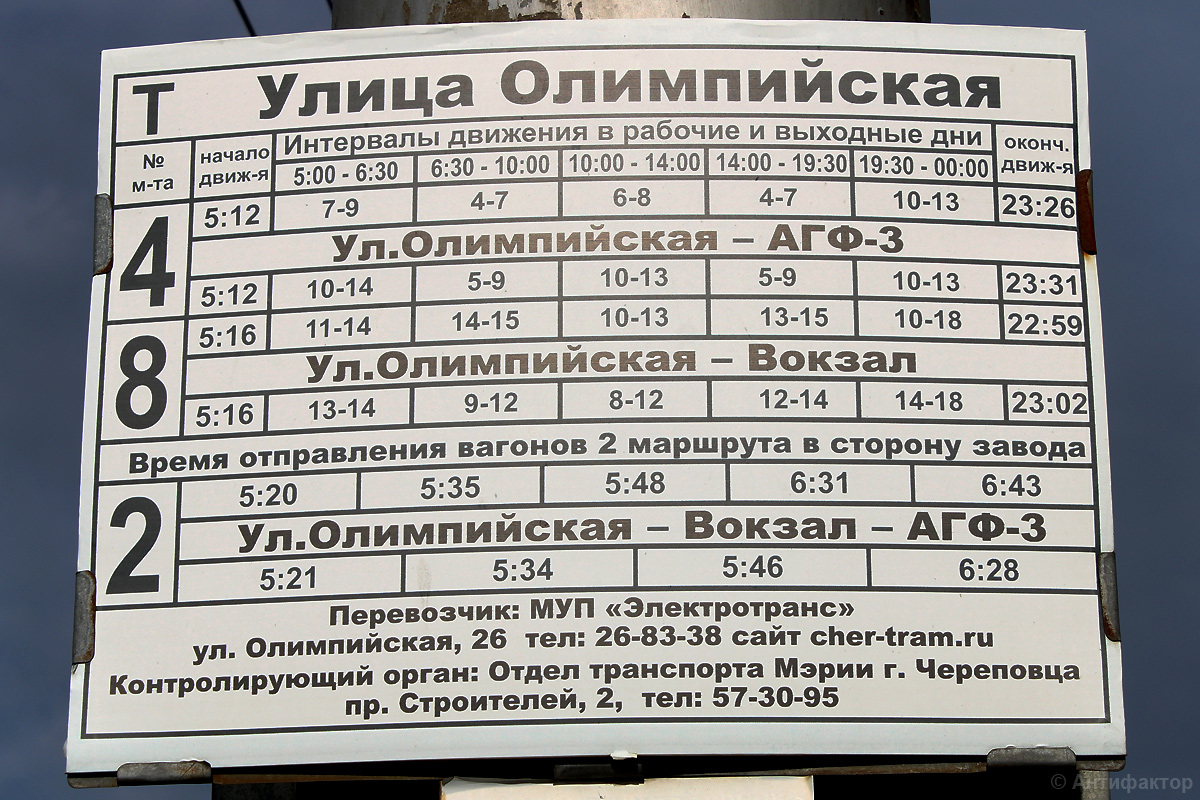 Т Улица Олимпийская
№ м-та начало движ-я Интервалы движения в рабочие и выходные дни оконч. движ-я
5:00 - 6:30 6:30 - 10:00 10:00 - 14:00 14:00 - 19:30 19:30 - 00:00
4 5:12 7-9 4-7 6-8 4-7 10-13 23:26
Ул.Олимпийская – АГФ-3
5:12 10-14 5-9 10-13 5-9 10-13 23:31
8 5:16 11-14 14-15 10-13 13-15 10-18 22:59
Ул.Олимпийская – Вокзал
5:16 13-14 9-12 8-12 12-14 14-18 23:02
Время отправления вагонов 2 маршрута в сторону завода
2 5:20 5:35 5:48 6:31 6:43
Ул.Олимпийская – Вокзал – АГФ-3
5:21 5:34 5:46 6:28
Перевозчик: МУП «Электротранс»
ул. Олимпийская, 26 тел: 26-83-38 сайт cher-tram.ru
Контролирующий орган: Отдел транспорта Мэрии г. Череповца
пр. Строителей, 2, тел: 57-30-95
© Антифактор